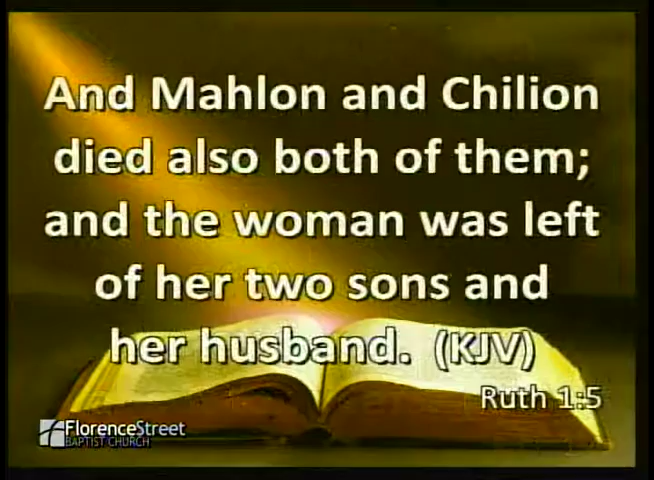 And Mahlon and Chilion
died also both of them;
and the woman was left
of her two sons and
her husband. (KJV)
Ruth 1:5
FlorenceStreet
BAPTIST CHURCH